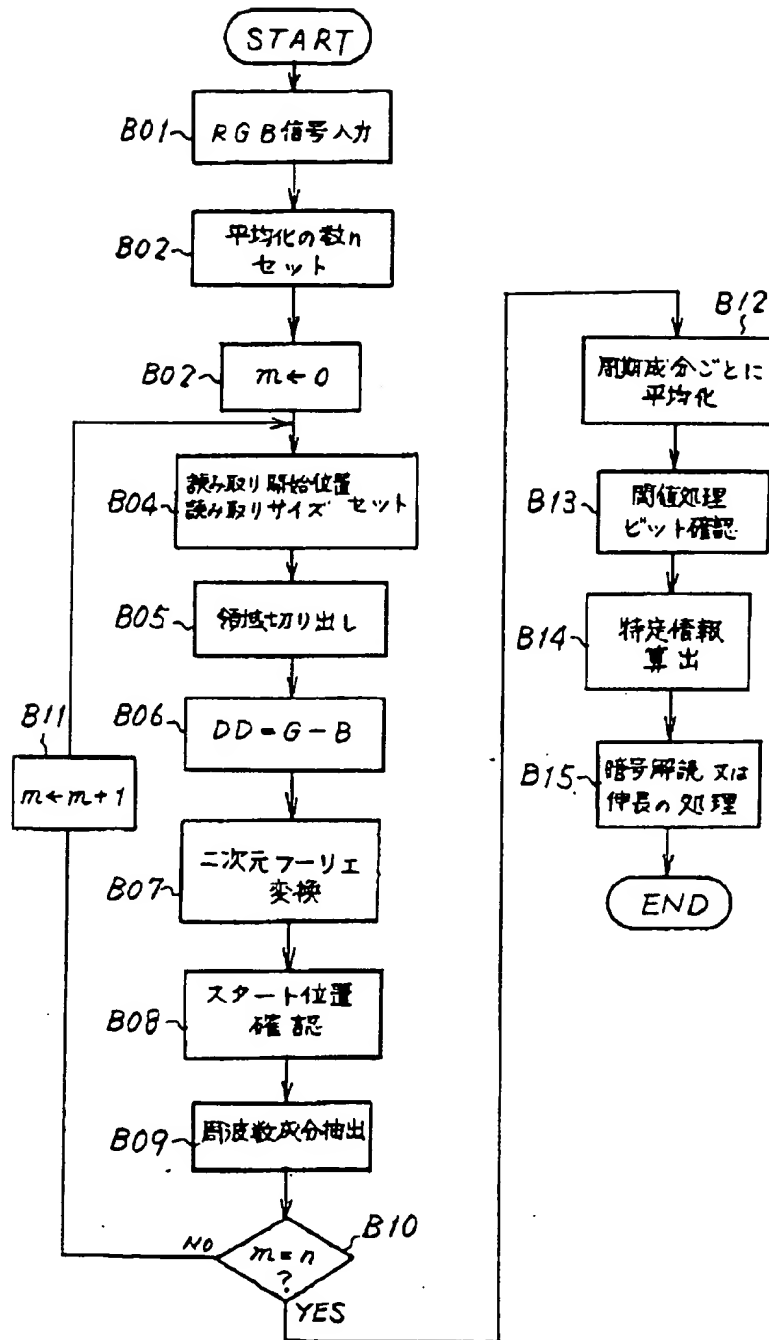 START
B01
RGB信号入力
B02
平均化の数n
セット
B02
m←0
B04
読み取り開始位置
読み取りサイズ セット
B05
領域切り出し
B06
DD=G-B
B07
二次元フーリエ
変換
B08
スタート位置
確認
B09
周波数成分抽出
B10
m=n
?
NO
YES
B11
m←m+1
B12
周期成分ごとに
平均化
B13
閾値処理
ビット確認
B14
特定情報
算出
B15
暗号解読又は
伸長の処理
END